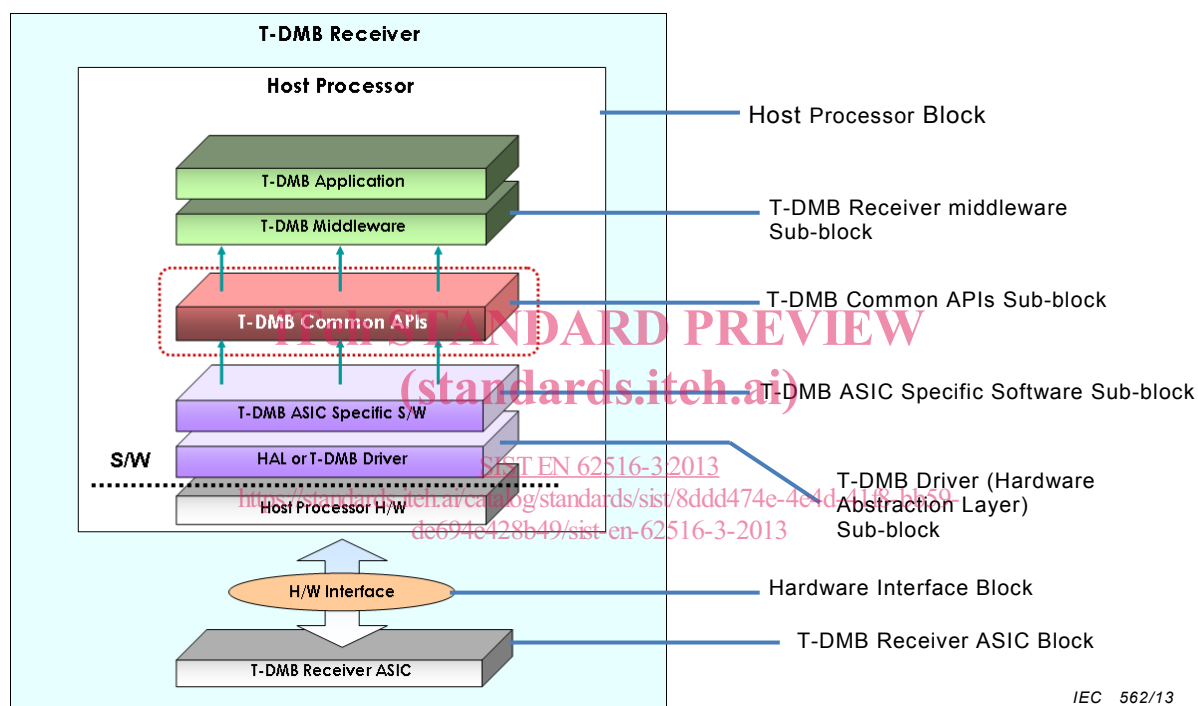 T-DMB Receiver
Host Processor
Host Processor Block
T-DMB Application
T-DMB Receiver middleware
Sub-block
T-DMB Middleware
T-DMB Common APIs Sub-block
T-DMB Common APIs
iTeh STANDARD PREVIEW
(standards.iteh.ai)
T-DMB ASIC Specific Software Sub-block
T-DMB ASIC Specific S/W
S/W
HAL or T-DMB Driver
SIST EN 62516-3:2013
T-DMB Driver (Hardware
Abstraction Layer)
Sub-block
https://standards.iteh.ai/catalog/standards/sist/8ddd474e-4e4d-41f8-bb59-
de694e428b49/sist-en-62516-3-2013
Host Processor H/W
H/W Interface
Hardware Interface Block
T-DMB Receiver ASIC Block
T-DMB Receiver ASIC
IEC 562/13